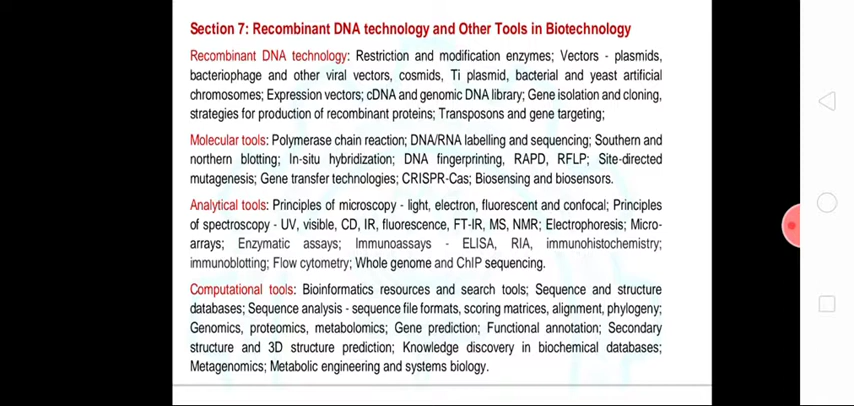 Section 7: Recombinant DNA technology and Other Tools in Biotechnology
Recombinant DNA technology: Restriction and modification enzymes; Vectors - plasmids,
bacteriophage and other viral vectors, cosmids, Ti plasmid, bacterial and yeast artificial
chromosomes; Expression vectors; cDNA and genomic DNA library; Gene isolation and cloning,
strategies for production of recombinant proteins; Transposons and gene targeting;
Molecular tools: Polymerase chain reaction; DNA/RNA labelling and sequencing; Southern and
northern blotting; In-situ hybridization; DNA fingerprinting, RAPD, RFLP; Site-directed
mutagenesis; Gene transfer technologies; CRISPR-Cas; Biosensing and biosensors.
Analytical tools: Principles of microscopy - light, electron, fluorescent and confocal; Principles
of spectroscopy - UV, visible, CD, IR, fluorescence, FT-IR, MS, NMR; Electrophoresis; Micro-
arrays; Enzymatic assays; Immunoassays - ELISA, RIA, immunohistochemistry;
immunoblotting; Flow cytometry; Whole genome and ChIP sequencing.
Computational tools: Bioinformatics resources and search tools; Sequence and structure
databases; Sequence analysis - sequence file formats, scoring matrices, alignment, phylogeny;
Genomics, proteomics, metabolomics; Gene prediction; Functional annotation; Secondary
structure and 3D structure prediction; Knowledge discovery in biochemical databases;
Metagenomics; Metabolic engineering and systems biology.